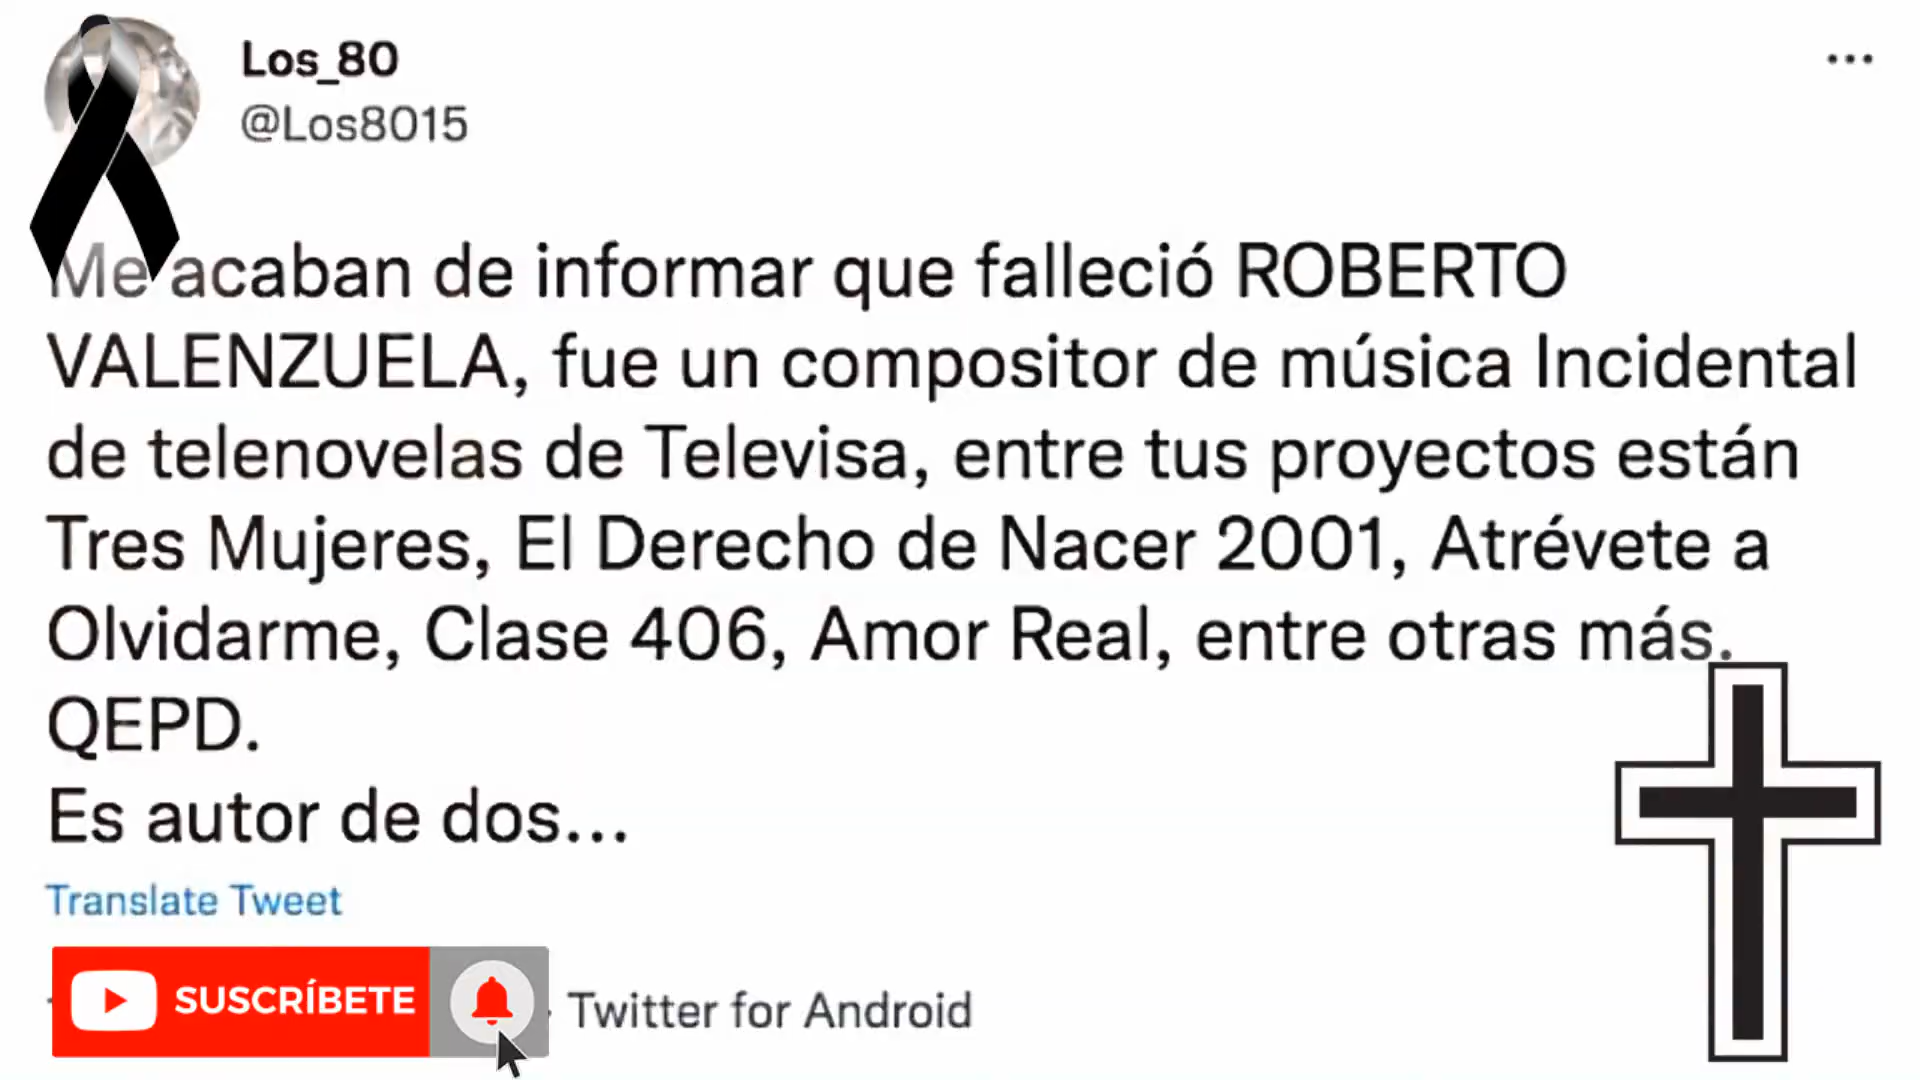 Los_80
@Los8015
Me acaban de informar que falleció ROBERTO
VALENZUELA, fue un compositor de música Incidental
de telenovelas de Televisa, entre tus proyectos están
Tres Mujeres, El Derecho de Nacer 2001, Atrévete a
Olvidarme, Clase 406, Amor Real, entre otras más.
QEPD.
Es autor de dos...
Translate Tweet
SUSCRÍBETE
Twitter for Android